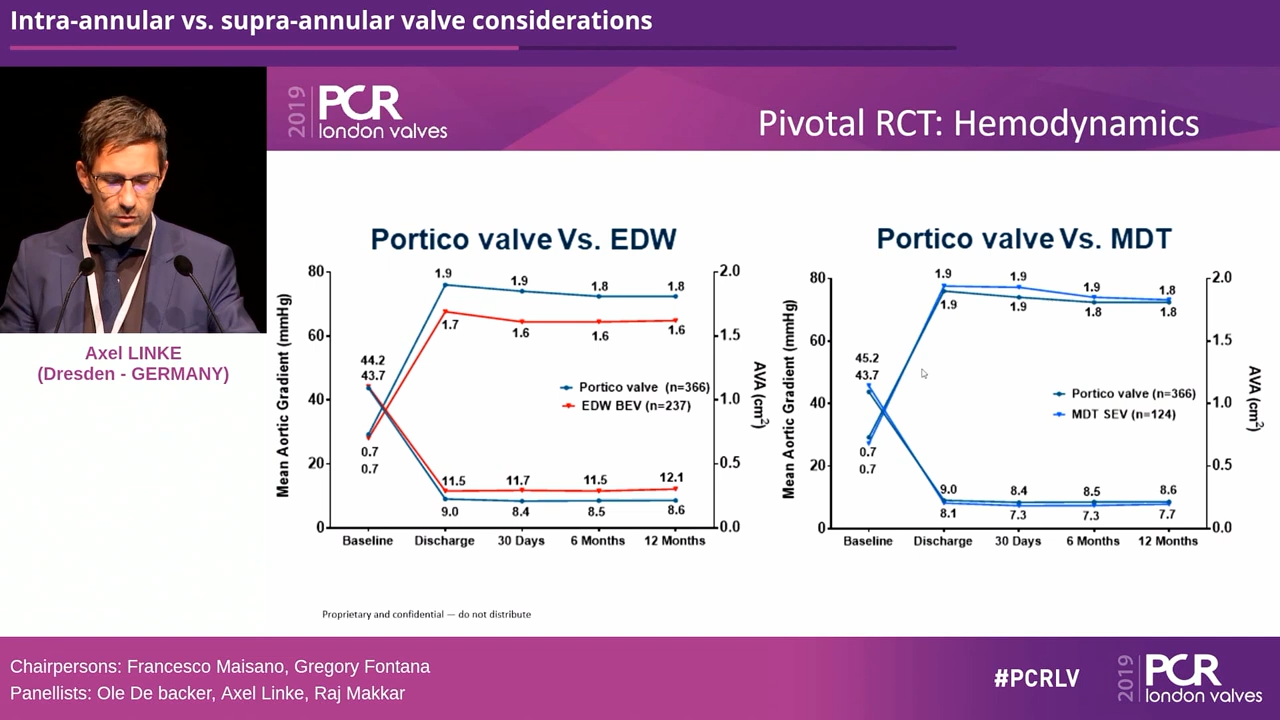 Intra-annular vs. supra-annular valve considerations
2019 PCR
london valves
Pivotal RCT: Hemodynamics
Axel LINKE
(Dresden - GERMANY)
Portico valve Vs. EDW
Mean Aortic Gradient (mmHg)
80
60
40
20
0
2.0
1.5
1.0
0.5
0.0
AVA (cm²)
44.2
43.7
0.7
0.7
1.9
1.9
1.8
1.8
1.7
1.6
1.6
1.6
Portico valve (n=366)
EDW BEV (n=237)
11.5
11.7
11.5
12.1
9.0
8.4
8.5
8.6
Baseline
Discharge
30 Days
6 Months
12 Months
Portico valve Vs. MDT
Mean Aortic Gradient (mmHg)
80
60
40
20
0
2.0
1.5
1.0
0.5
0.0
AVA (cm²)
45.2
43.7
0.7
0.7
1.9
1.9
1.9
1.8
1.9
1.9
1.8
1.8
Portico valve (n=366)
MDT SEV (n=124)
9.0
8.4
8.5
8.6
8.1
7.3
7.3
7.7
Baseline
Discharge
30 Days
6 Months
12 Months
Proprietary and confidential — do not distribute
Chairpersons: Francesco Maisano, Gregory Fontana
Panellists: Ole De backer, Axel Linke, Raj Makkar
#PCRLV
2019 PCR
london valves